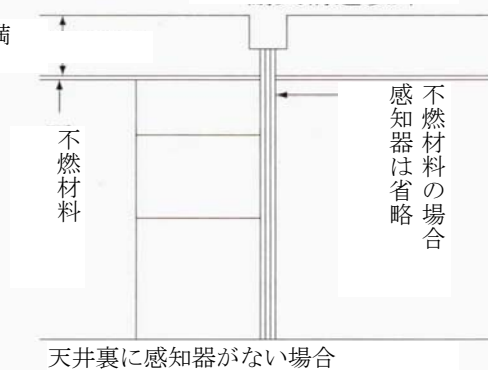 満
不燃材料の場合
感知器は省略
不燃材料
天井裏に感知器がない場合